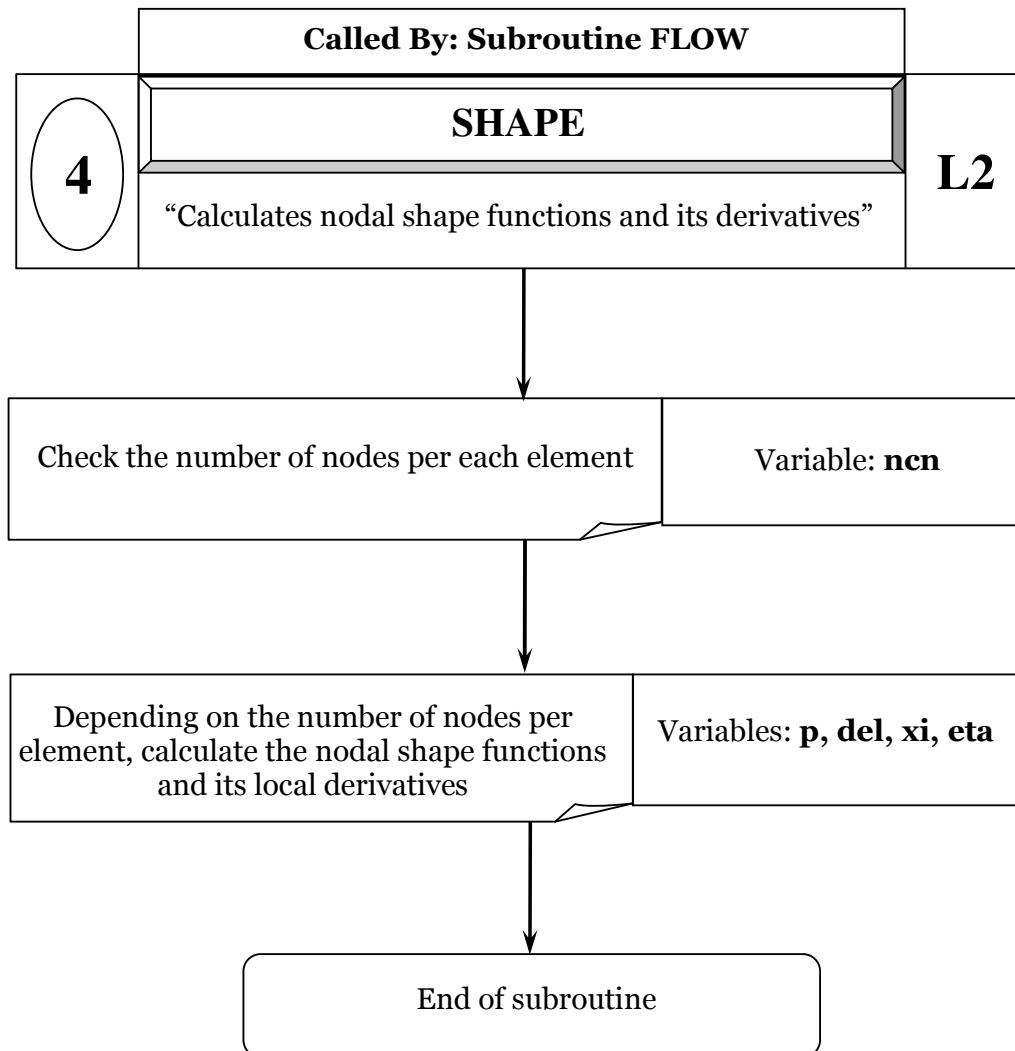 Called By: Subroutine FLOW
4
SHAPE
L2
“Calculates nodal shape functions and its derivatives”
Check the number of nodes per each element
Variable: ncn
Depending on the number of nodes per
element, calculate the nodal shape functions
and its local derivatives
Variables: p, del, xi, eta
End of subroutine